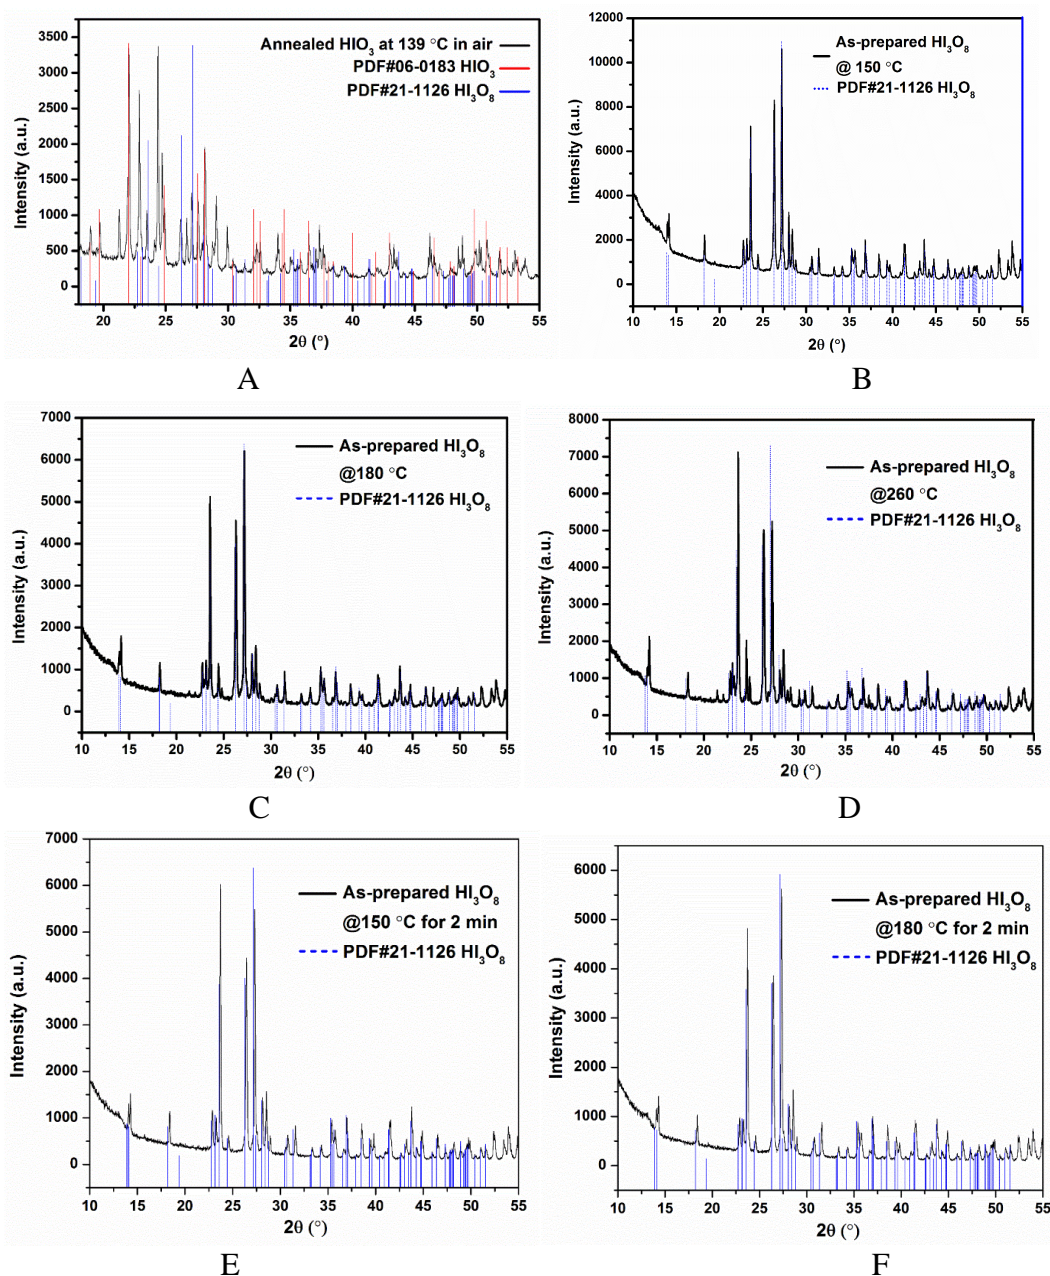 Annealed HIO3 at 139 °C in air
PDF#06-0183 HIO3
PDF#21-1126 HI3O8
Intensity (a.u.)
3500
3000
2500
2000
1500
1000
500
0
20 25 30 35 40 45 50 55
2θ (°)
A
As-prepared HI3O8
@ 150 °C
PDF#21-1126 HI3O8
Intensity (a.u.)
12000
10000
8000
6000
4000
2000
0
10 15 20 25 30 35 40 45 50 55
2θ (°)
B
As-prepared HI3O8
@180 °C
PDF#21-1126 HI3O8
Intensity (a.u.)
7000
6000
5000
4000
3000
2000
1000
0
10 15 20 25 30 35 40 45 50 55
2θ (°)
C
As-prepared HI3O8
@260 °C
PDF#21-1126 HI3O8
Intensity (a.u.)
8000
7000
6000
5000
4000
3000
2000
1000
0
10 15 20 25 30 35 40 45 50 55
2θ (°)
D
As-prepared HI3O8
@150 °C for 2 min
PDF#21-1126 HI3O8
Intensity (a.u.)
7000
6000
5000
4000
3000
2000
1000
0
10 15 20 25 30 35 40 45 50 55
2θ (°)
E
As-prepared HI3O8
@180 °C for 2 min
PDF#21-1126 HI3O8
Intensity (a.u.)
6000
5000
4000
3000
2000
1000
0
10 15 20 25 30 35 40 45 50 55
2θ (°)
F